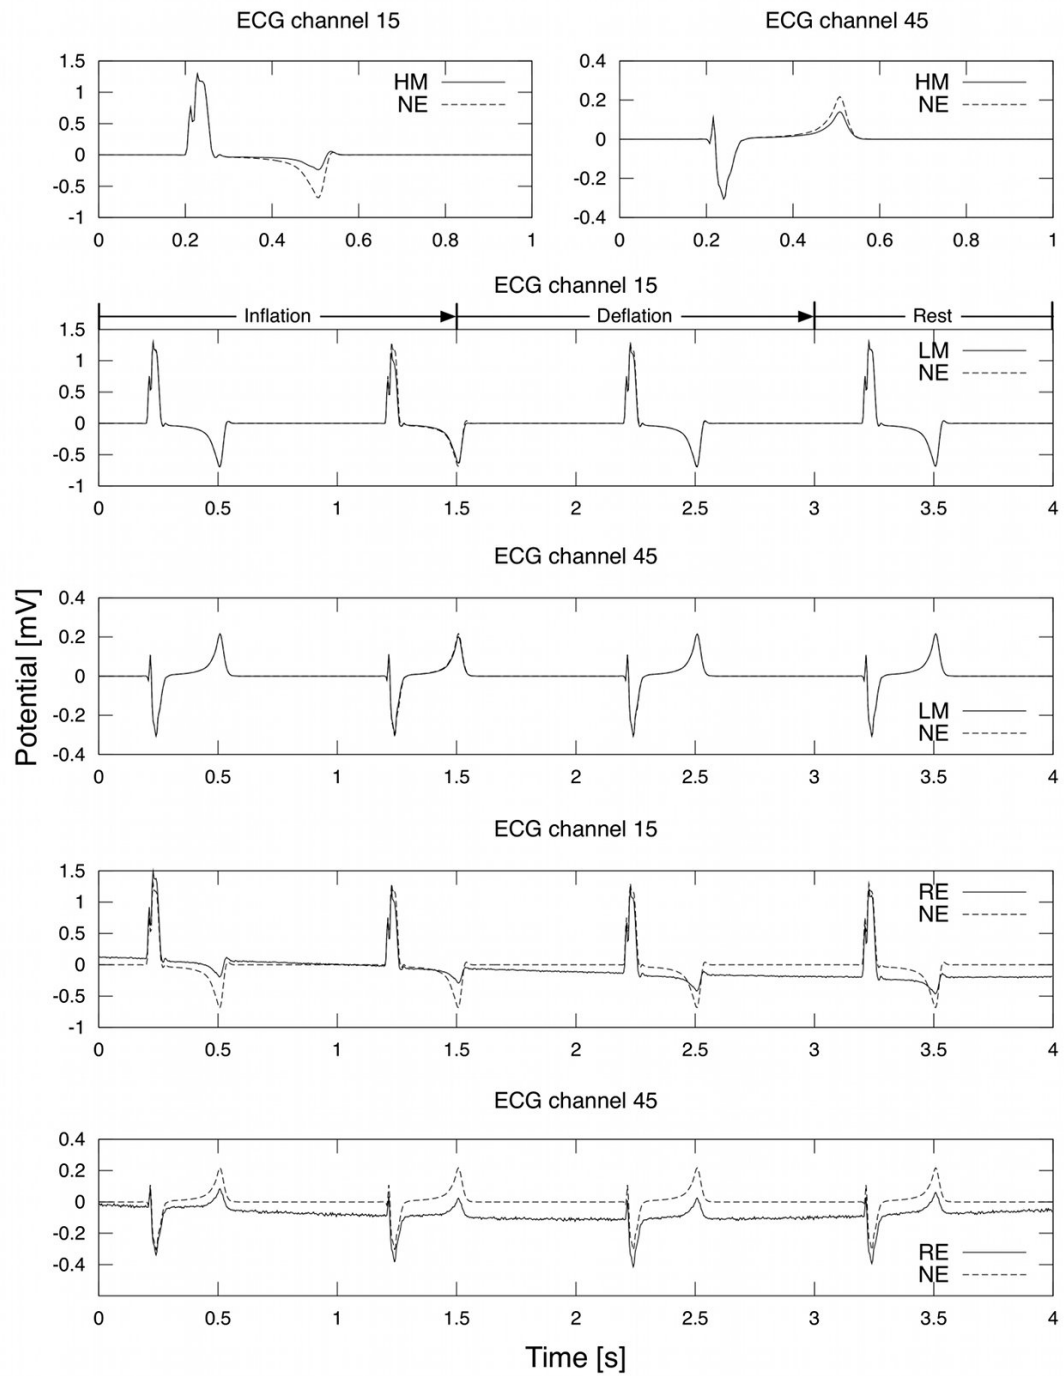 ECG channel 15
ECG channel 45
1.5
1
0.5
0
-0.5
-1
HM
NE
0 0.2 0.4 0.6 0.8 1
0.4
0.2
0
-0.2
-0.4
HM
NE
0 0.2 0.4 0.6 0.8 1
ECG channel 15
Inflation Deflation Rest
1.5
1
0.5
0
-0.5
-1
LM
NE
0 0.5 1 1.5 2 2.5 3 3.5 4
ECG channel 45
0.4
0.2
0
-0.2
-0.4
LM
NE
0 0.5 1 1.5 2 2.5 3 3.5 4
Potential [mV]
ECG channel 15
1.5
1
0.5
0
-0.5
-1
RE
NE
0 0.5 1 1.5 2 2.5 3 3.5 4
ECG channel 45
0.4
0.2
0
-0.2
-0.4
RE
NE
0 0.5 1 1.5 2 2.5 3 3.5 4
Time [s]